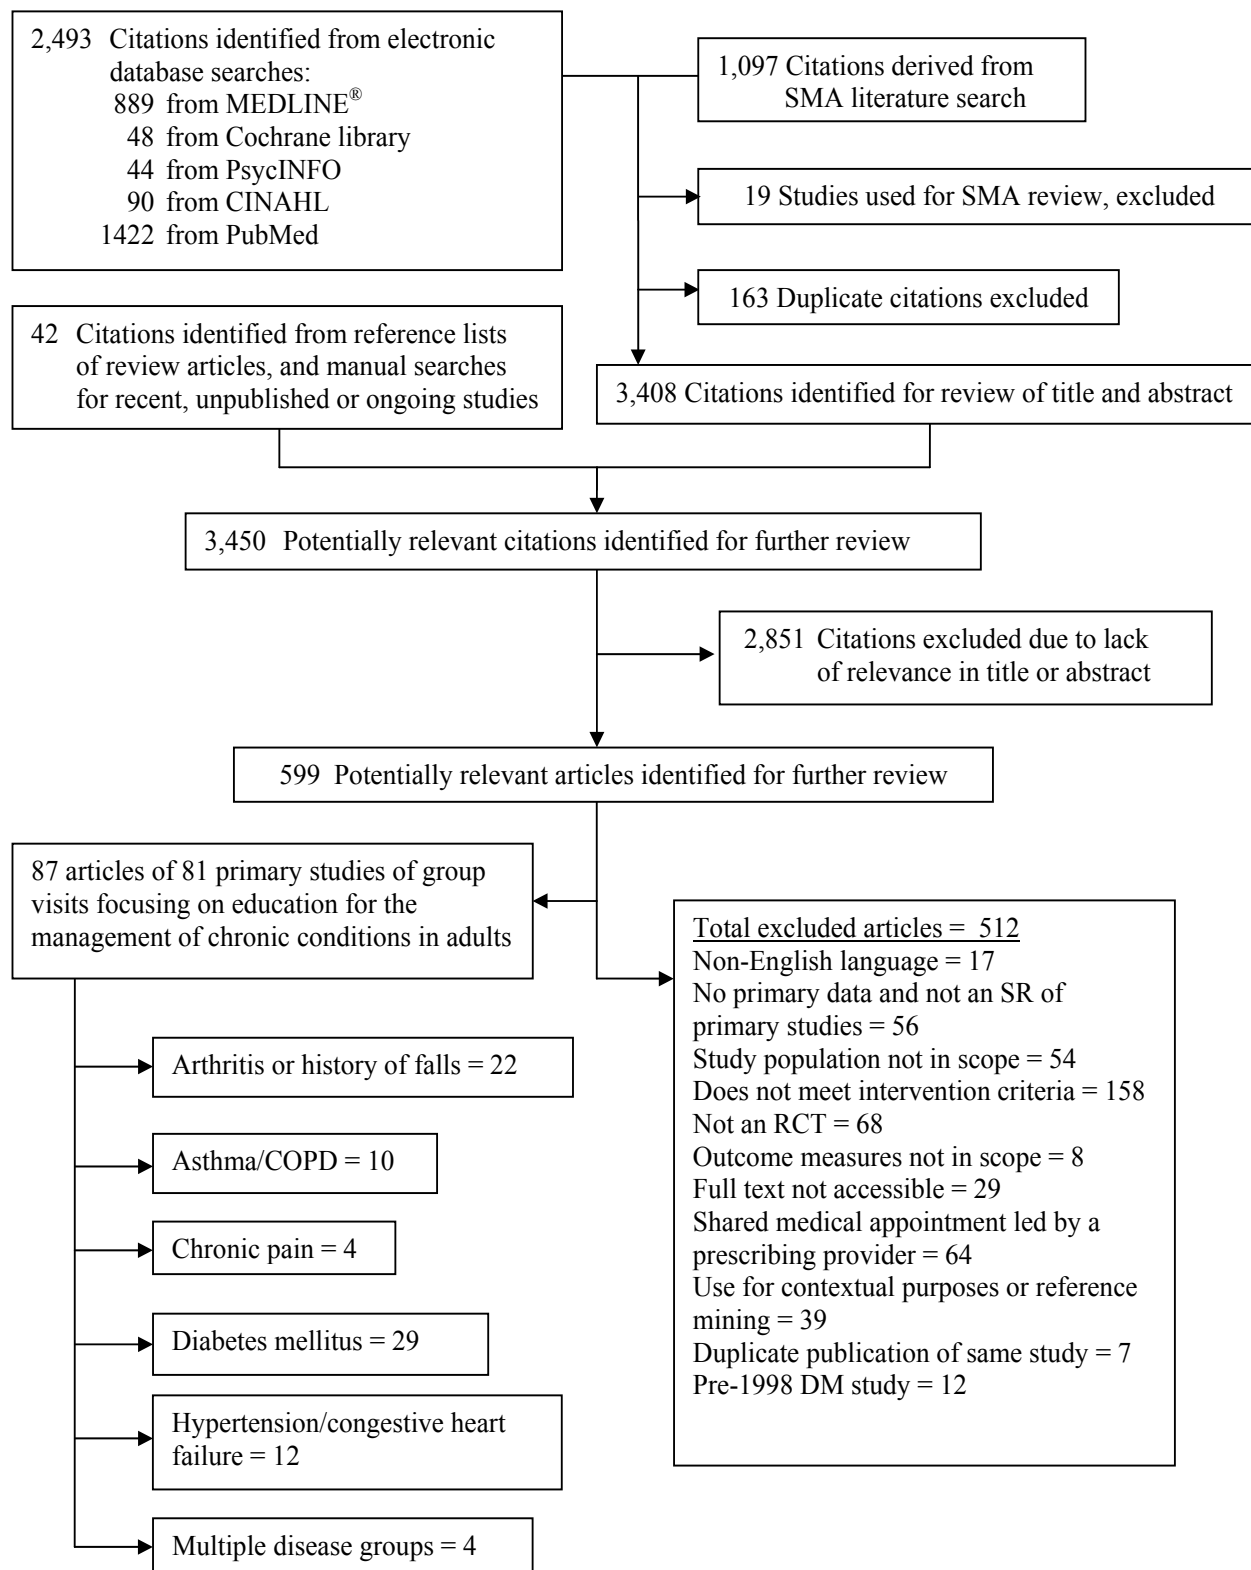 2,493 Citations identified from electronic
database searches:
889 from MEDLINE®
48 from Cochrane library
44 from PsycINFO
90 from CINAHL
1422 from PubMed
1,097 Citations derived from
SMA literature search
19 Studies used for SMA review, excluded
163 Duplicate citations excluded
42 Citations identified from reference lists
of review articles, and manual searches
for recent, unpublished or ongoing studies
3,408 Citations identified for review of title and abstract
3,450 Potentially relevant citations identified for further review
2,851 Citations excluded due to lack
of relevance in title or abstract
599 Potentially relevant articles identified for further review
87 articles of 81 primary studies of group
visits focusing on education for the
management of chronic conditions in adults
Arthritis or history of falls = 22
Asthma/COPD = 10
Chronic pain = 4
Diabetes mellitus = 29
Hypertension/congestive heart
failure = 12
Multiple disease groups = 4
Total excluded articles = 512
Non-English language = 17
No primary data and not an SR of
primary studies = 56
Study population not in scope = 54
Does not meet intervention criteria = 158
Not an RCT = 68
Outcome measures not in scope = 8
Full text not accessible = 29
Shared medical appointment led by a
prescribing provider = 64
Use for contextual purposes or reference
mining = 39
Duplicate publication of same study = 7
Pre-1998 DM study = 12